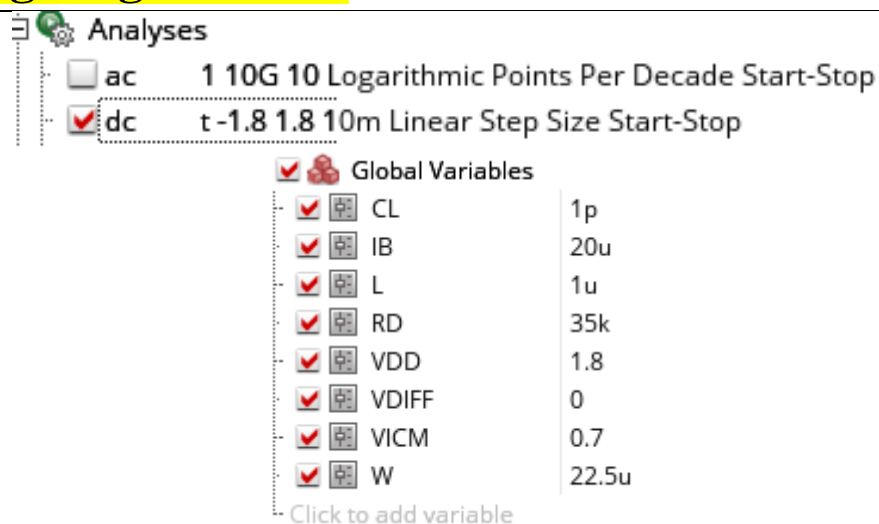 Analyses
ac 1 10G 10 Logarithmic Points Per Decade Start-Stop
dc t -1.8 1.8 10m Linear Step Size Start-Stop
Global Variables
CL 1p
IB 20u
L 1u
RD 35k
VDD 1.8
VDIFF 0
VICM 0.7
W 22.5u
Click to add variable